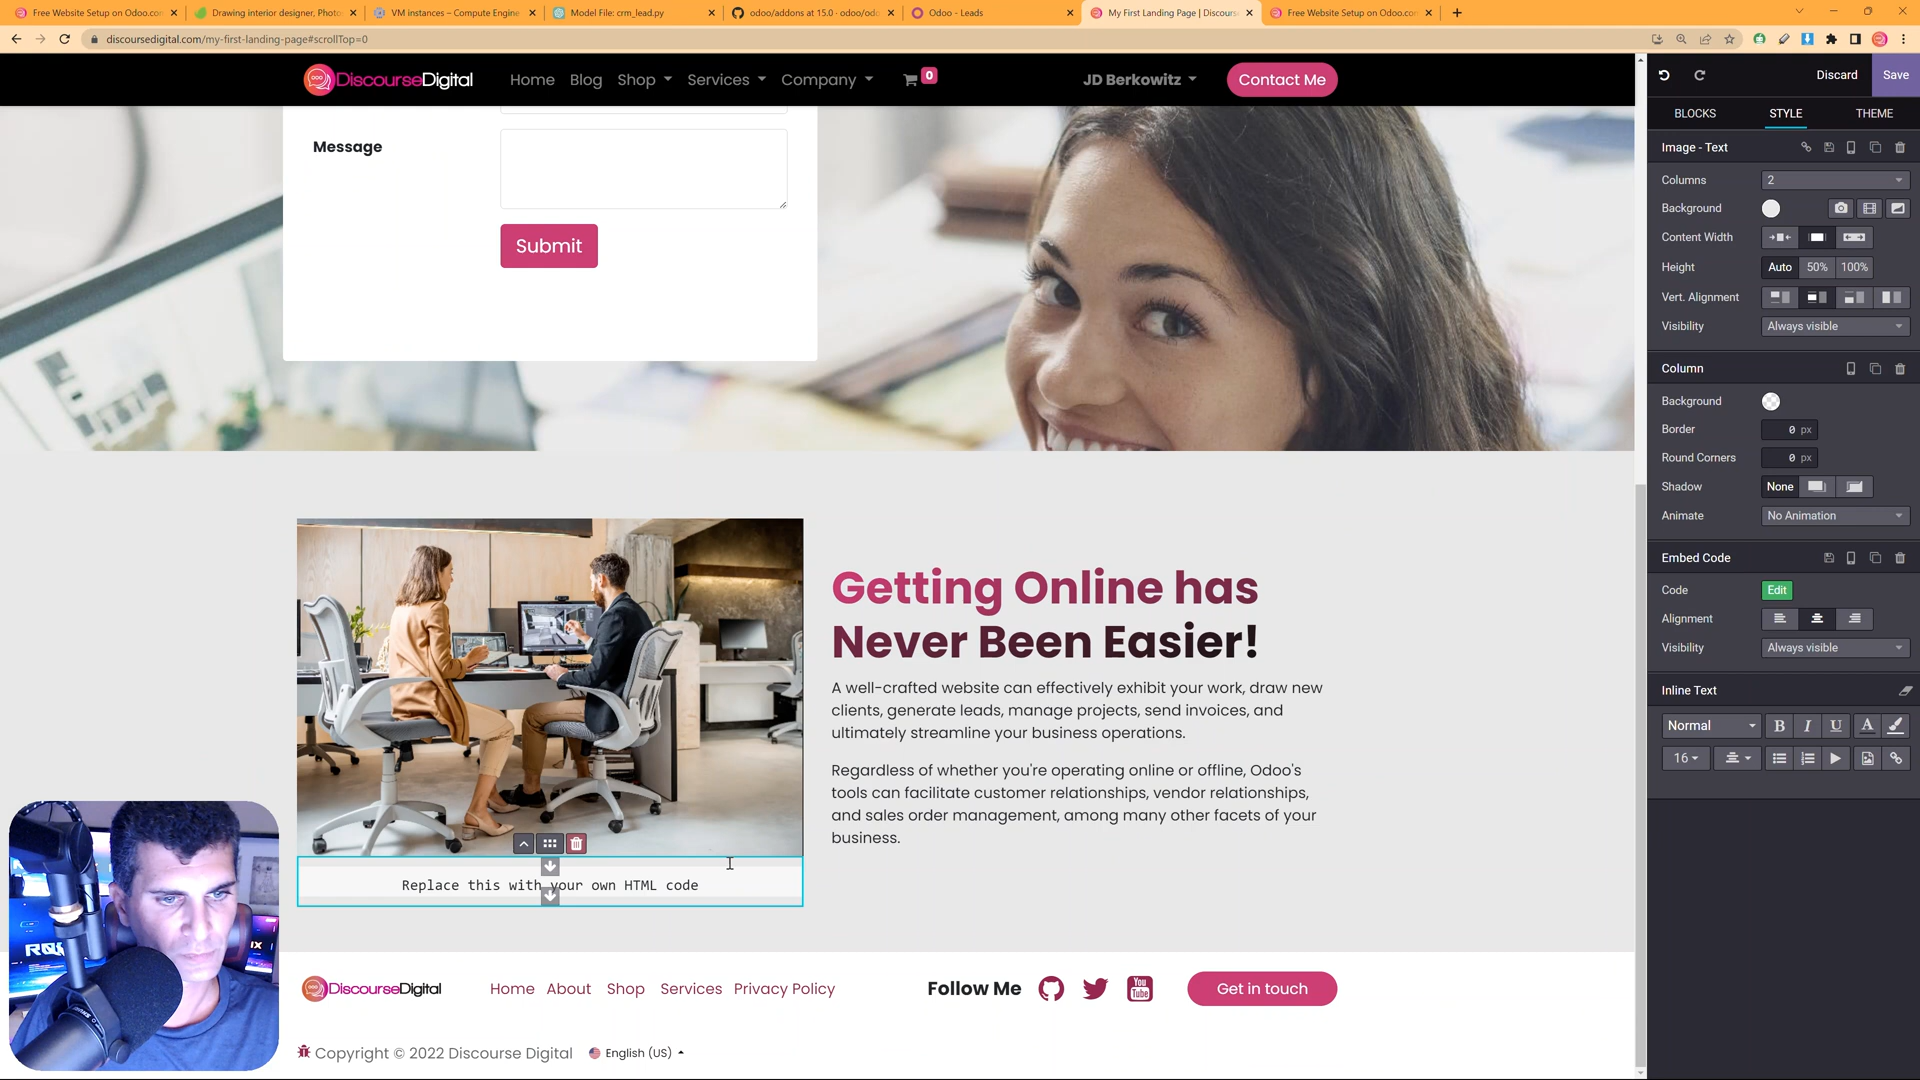 Free Website Setup on Odoo.con
Drawing interior designer, Photo
VM instances – Compute Engine
Model File: crm_lead.py
odoo/addons at 15.0 · odoo/odo
Odoo - Leads
My First Landing Page | Discours
Free Website Setup on Odoo.con
discoursedigital.com/my-first-landing-page#scrollTop=0
DiscourseDigital
Home
Blog
Shop
Services
Company
0
JD Berkowitz
Contact Me
Message
Submit
Getting Online has
Never Been Easier!
A well-crafted website can effectively exhibit your work, draw new
clients, generate leads, manage projects, send invoices, and
ultimately streamline your business operations.
Regardless of whether you're operating online or offline, Odoo's
tools can facilitate customer relationships, vendor relationships,
and sales order management, among many other facets of your
business.
Replace this with your own HTML code
DiscourseDigital
Home
About
Shop
Services
Privacy Policy
Follow Me
You
Tube
Get in touch
Copyright © 2022 Discourse Digital
English (US)
Discard
Save
BLOCKS
STYLE
THEME
Image - Text
Columns
2
Background
Content Width
Height
Auto
50%
100%
Vert. Alignment
Visibility
Always visible
Column
Background
Border
0 px
Round Corners
0 px
Shadow
None
Animate
No Animation
Embed Code
Code
Edit
Alignment
Visibility
Always visible
Inline Text
Normal
B
I
U
A
16